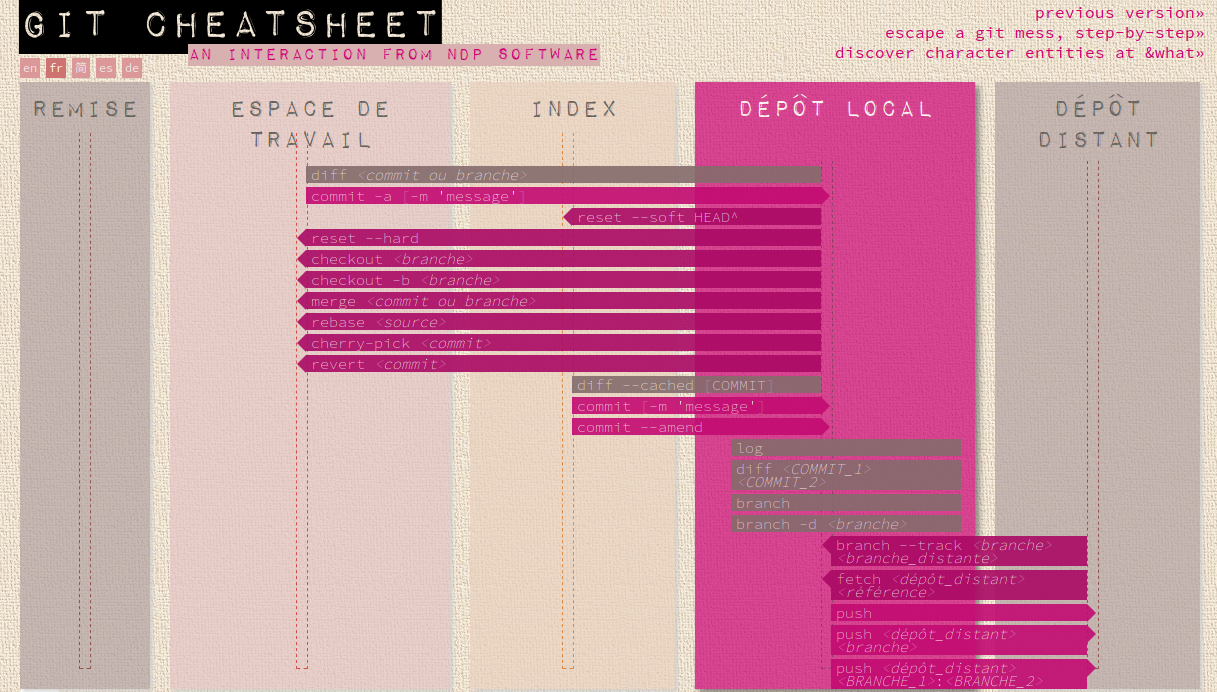 GIT CHEATSHEET
AN INTERACTION FROM NDP SOFTWARE
previous version»
escape a git mess, step-by-step»
discover character entities at &what»
en fr 简 es de
REMISE
ESPACE DE
TRAVAIL
INDEX
DÉPÔT LOCAL
DÉPÔT
DISTANT
diff <commit ou branche>
commit -a [-m 'message']
reset --soft HEAD^
reset --hard
checkout <branche>
checkout -b <branche>
merge <commit ou branche>
rebase <source>
cherry-pick <commit>
revert <commit>
diff --cached [COMMIT]
commit [-m 'message']
commit --amend
log
diff <COMMIT_1>
<COMMIT_2>
branch
branch -d <branche>
branch --track <branche>
<branche_distante>
fetch <dépôt_distant>
<référence>
push
push <dépôt_distant>
<branche>
push <dépôt_distant>
<BRANCHE_1>:<BRANCHE_2>